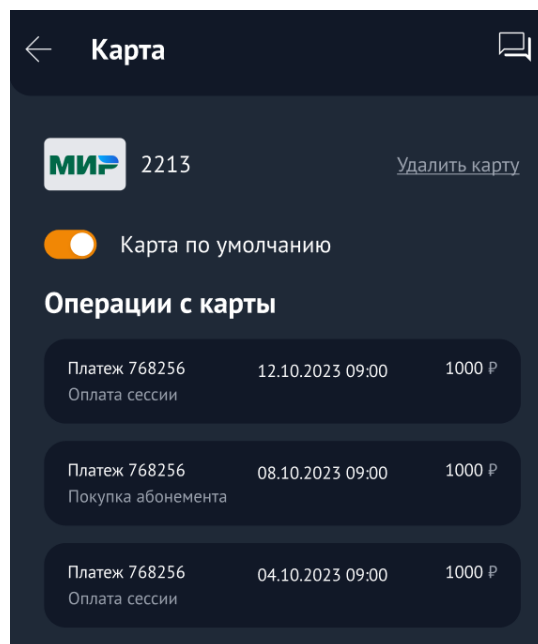 Карта
МИР 2213 Удалить карту
Карта по умолчанию
Операции с карты
Платеж 768256 12.10.2023 09:00 1000 ₽
Оплата сессии
Платеж 768256 08.10.2023 09:00 1000 ₽
Покупка абонемента
Платеж 768256 04.10.2023 09:00 1000 ₽
Оплата сессии